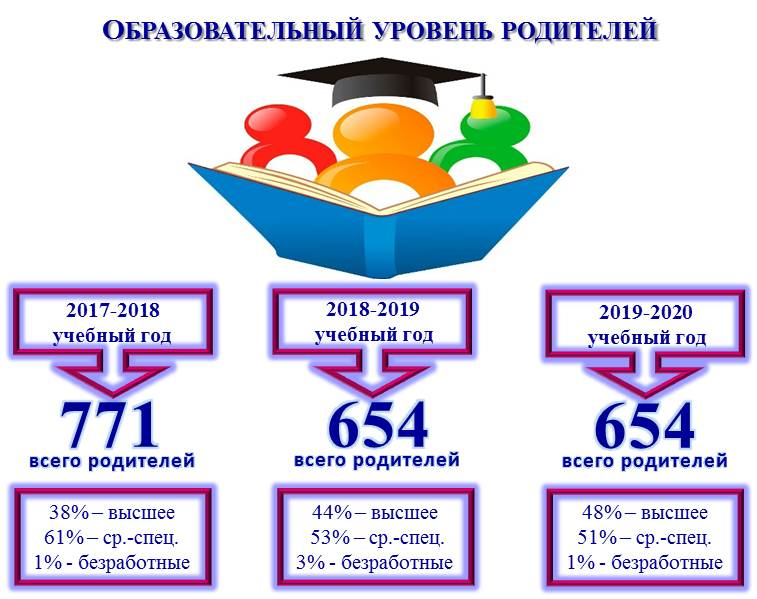 ОБРАЗОВАТЕЛЬНЫЙ УРОВЕНЬ РОДИТЕЛЕЙ
2017-2018
учебный год
771
всего родителей
38% – высшее
61% – ср.-спец.
1% - безработные
2018-2019
учебный год
654
всего родителей
44% – высшее
53% – ср.-спец.
3% - безработные
2019-2020
учебный год
654
всего родителей
48% – высшее
51% – ср.-спец.
1% - безработные